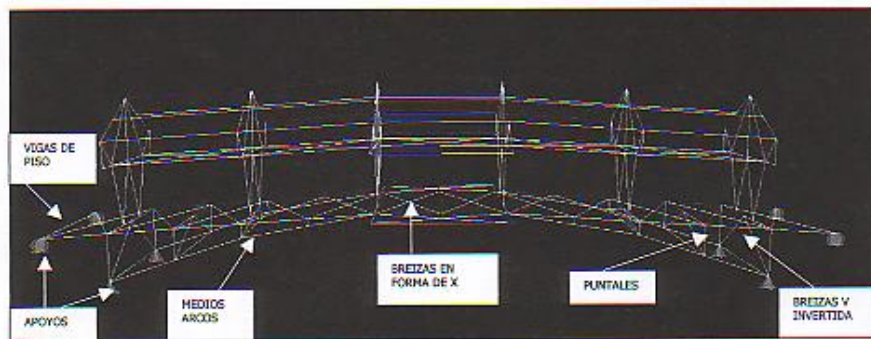 VIGAS DE
PISO
APOYOS
MEDIOS
ARCOS
BREIZAS EN
FORMA DE X
PUNTALES
BREIZAS V
INVERTIDA